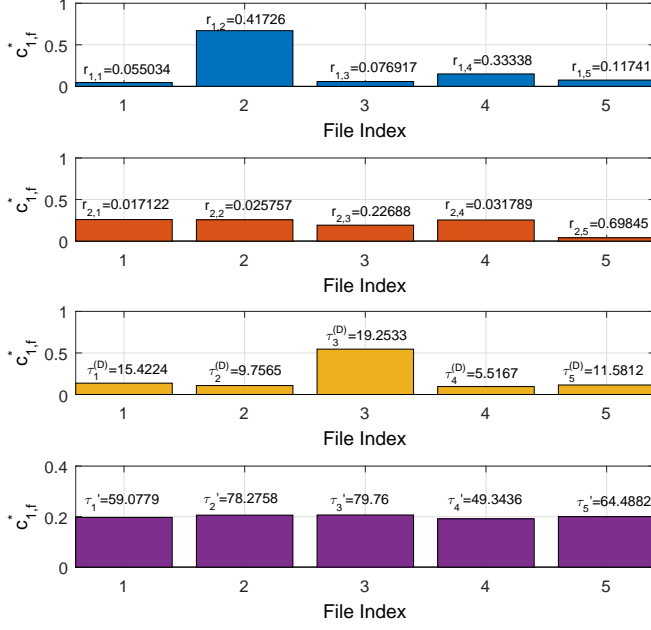 1
0.5
0
c*1,f
r1,1=0.055034
r1,2=0.41726
r1,3=0.076917
r1,4=0.33338
r1,5=0.11741
1 2 3 4 5
File Index
1
0.5
0
c*1,f
r2,1=0.017122
r2,2=0.025757
r2,3=0.22688
r2,4=0.031789
r2,5=0.69845
1 2 3 4 5
File Index
1
0.5
0
c*1,f
τ1(D)=15.4224
τ2(D)=9.7565
τ3(D)=19.2533
τ4(D)=5.5167
τ5(D)=11.5812
1 2 3 4 5
File Index
0.4
0.2
0
c*1,f
τ1'=59.0779
τ2'=78.2758
τ3'=79.76
τ4'=49.3436
τ5'=64.4882
1 2 3 4 5
File Index